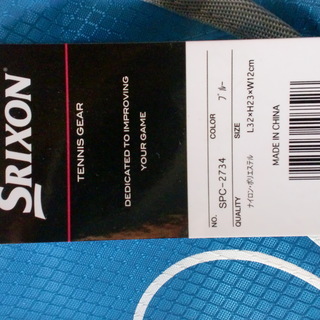 SRIXON
TENNIS GEAR
DEDICATED TO IMPROVING
YOUR GAME
NO. SPC-2734
COLOR ブルー
QUALITY ナイロン・ポリエステル
SIZE L32×H23×W12cm
MADE IN CHINA